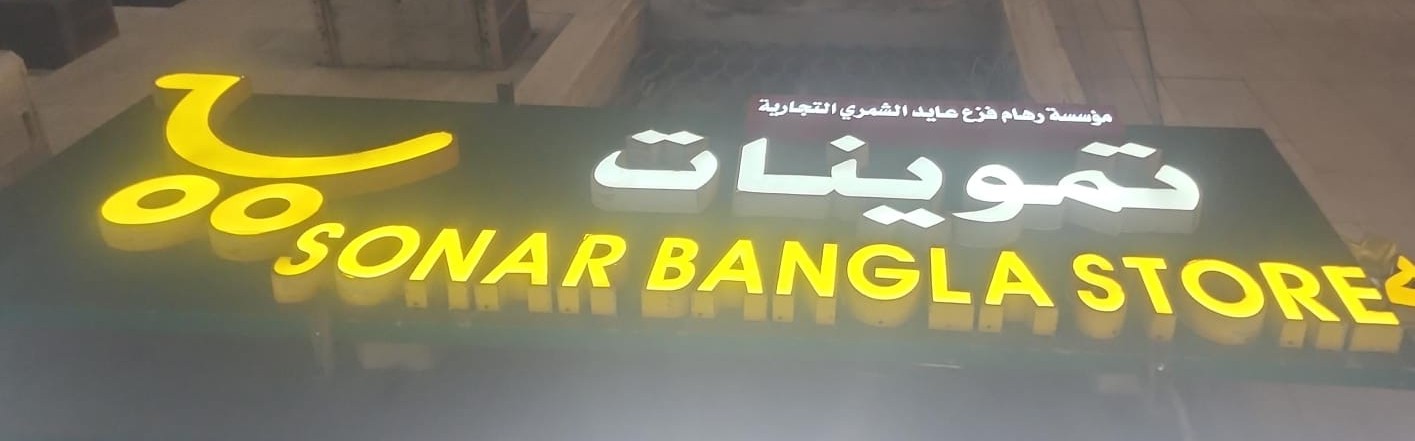 مؤسسة رهام فزع عايد الشمري التجارية
تموينات
SONAR BANGLA STORE